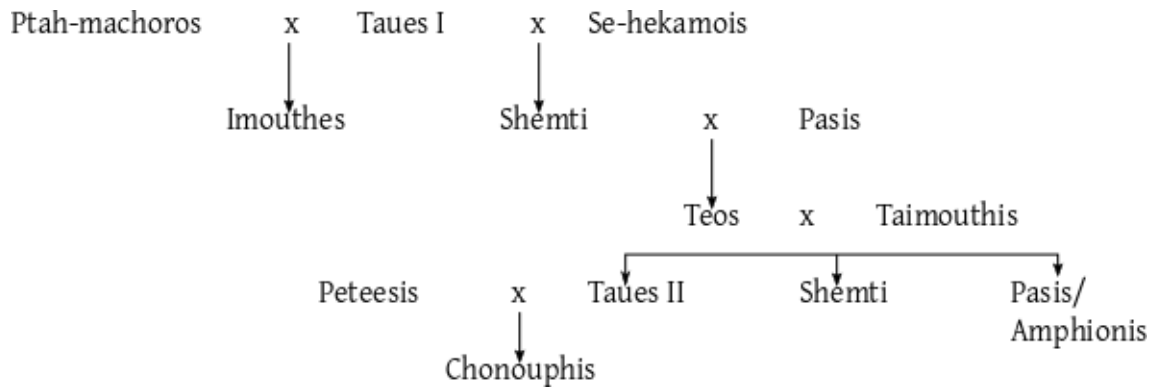 Ptah-machoros x Taues I x Se-hekamois
Imouthes Shemti x Pasis
Teos x Taimouthis
Peteesis x Taues II Shemti Pasis/
Amphionis
Chonouphis